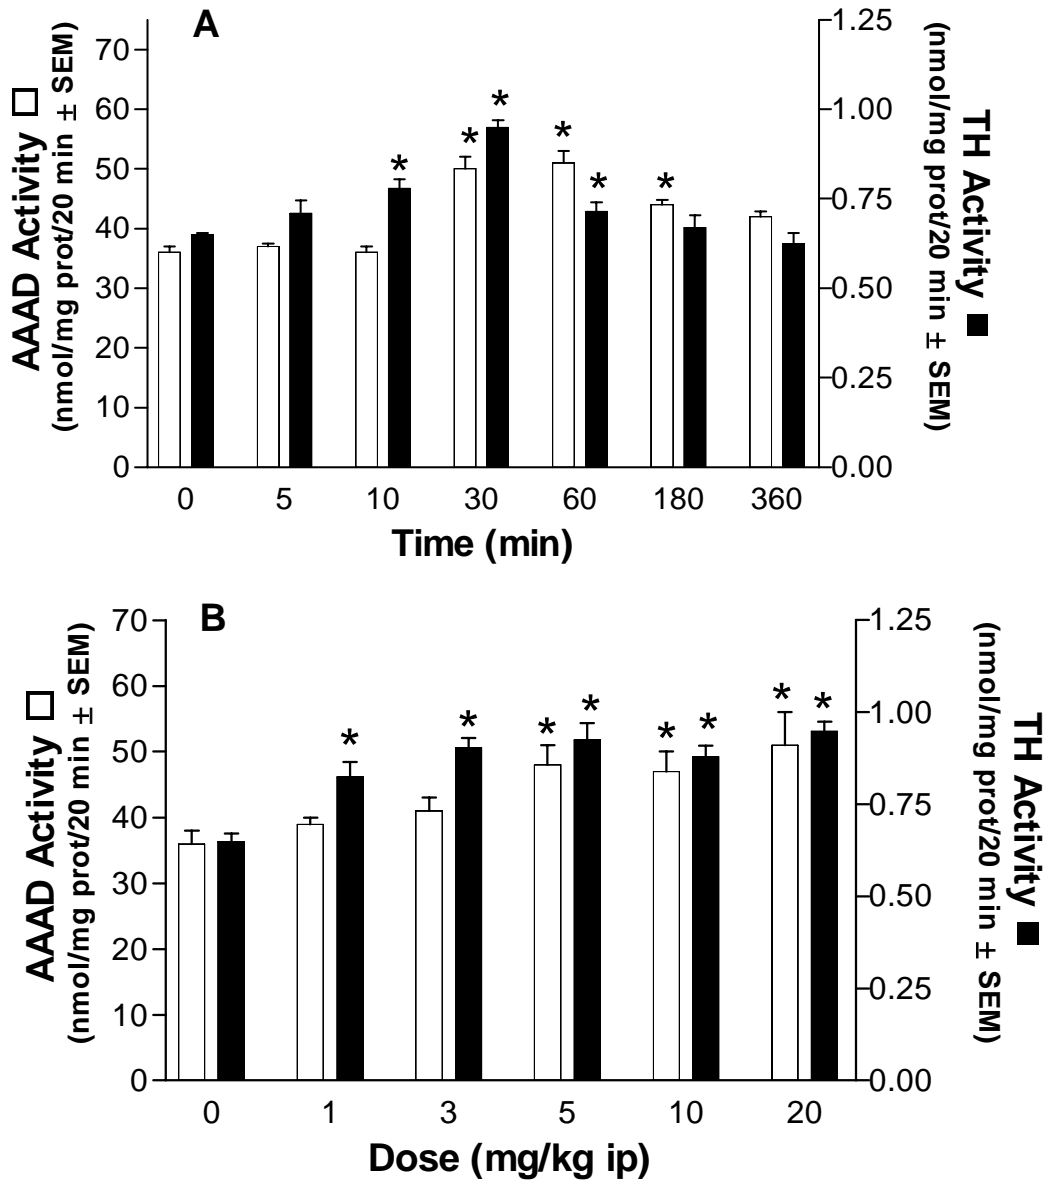 A
AAAD Activity □
(nmol/mg prot/20 min ± SEM)
70
60
50
40
30
20
10
0
* * * * * *
1.25
1.00
0.75
0.50
0.25
0.00
TH Activity ■
(nmol/mg prot/20 min ± SEM)
0 5 10 30 60 180 360
Time (min)
B
AAAD Activity □
(nmol/mg prot/20 min ± SEM)
70
60
50
40
30
20
10
0
* * * * * * * *
1.25
1.00
0.75
0.50
0.25
0.00
TH Activity ■
(nmol/mg prot/20 min ± SEM)
0 1 3 5 10 20
Dose (mg/kg ip)